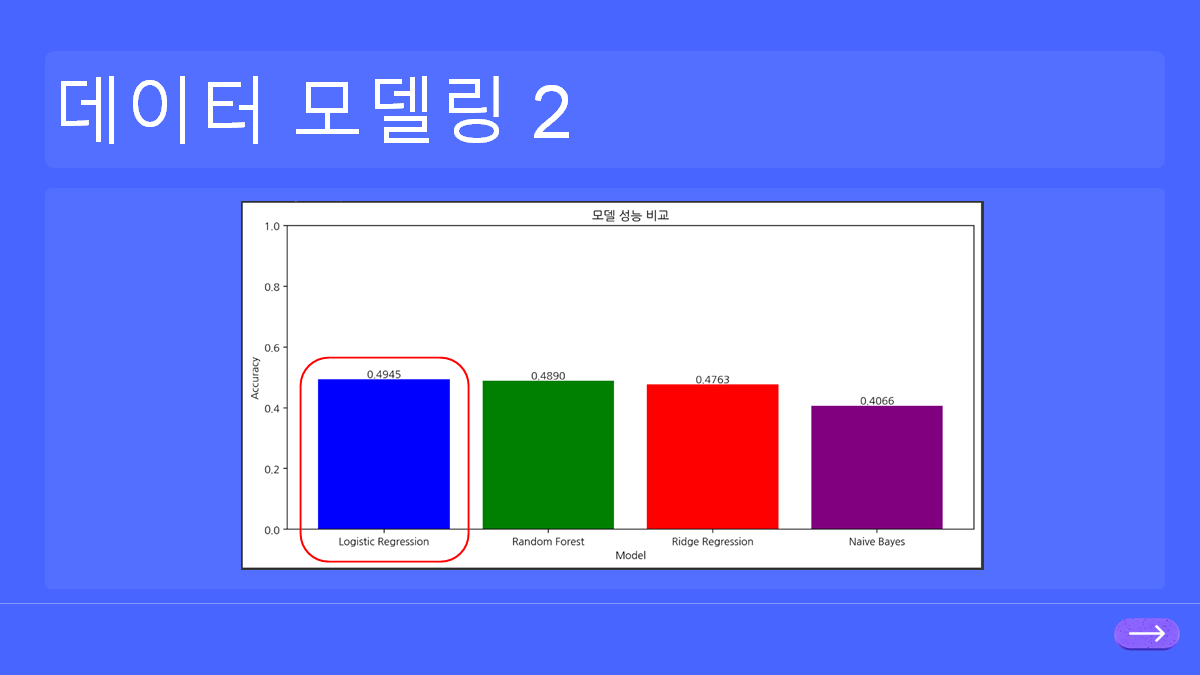 데이터 모델링 2
모델 성능 비교
1.0
0.8
0.6
0.4
0.2
0.0
Accuracy
0.4945
0.4890
0.4763
0.4066
Logistic Regression
Random Forest
Ridge Regression
Naive Bayes
Model